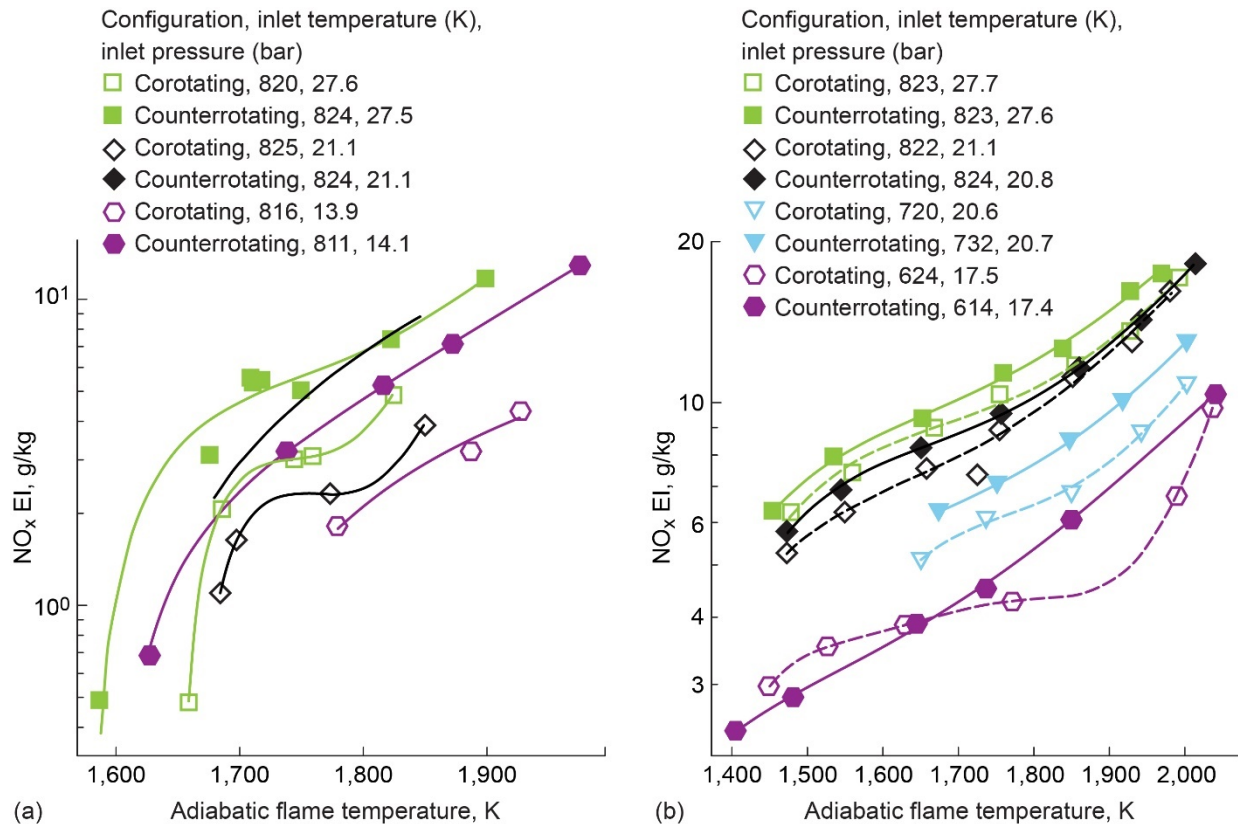 Configuration, inlet temperature (K),
inlet pressure (bar)
Corotating, 820, 27.6
Counterrotating, 824, 27.5
Corotating, 825, 21.1
Counterrotating, 824, 21.1
Corotating, 816, 13.9
Counterrotating, 811, 14.1
10¹
10⁰
NOₓ EI, g/kg
1,600 1,700 1,800 1,900
(a) Adiabatic flame temperature, K
Configuration, inlet temperature (K),
inlet pressure (bar)
Corotating, 823, 27.7
Counterrotating, 823, 27.6
Corotating, 822, 21.1
Counterrotating, 824, 20.8
Corotating, 720, 20.6
Counterrotating, 732, 20.7
Corotating, 624, 17.5
Counterrotating, 614, 17.4
20
10
6
4
3
NOₓ EI, g/kg
1,400 1,500 1,600 1,700 1,800 1,900 2,000
(b) Adiabatic flame temperature, K